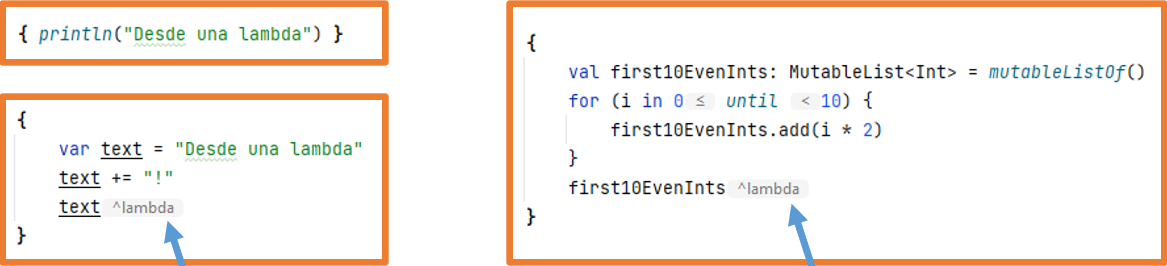 { println("Desde una lambda") }
{
    var text = "Desde una lambda"
    text += "!"
    text ^lambda
}
{
    val first10EvenInts: MutableList<Int> = mutableListOf()
    for (i in 0 ≤ until < 10) {
        first10EvenInts.add(i * 2)
    }
    first10EvenInts ^lambda
}